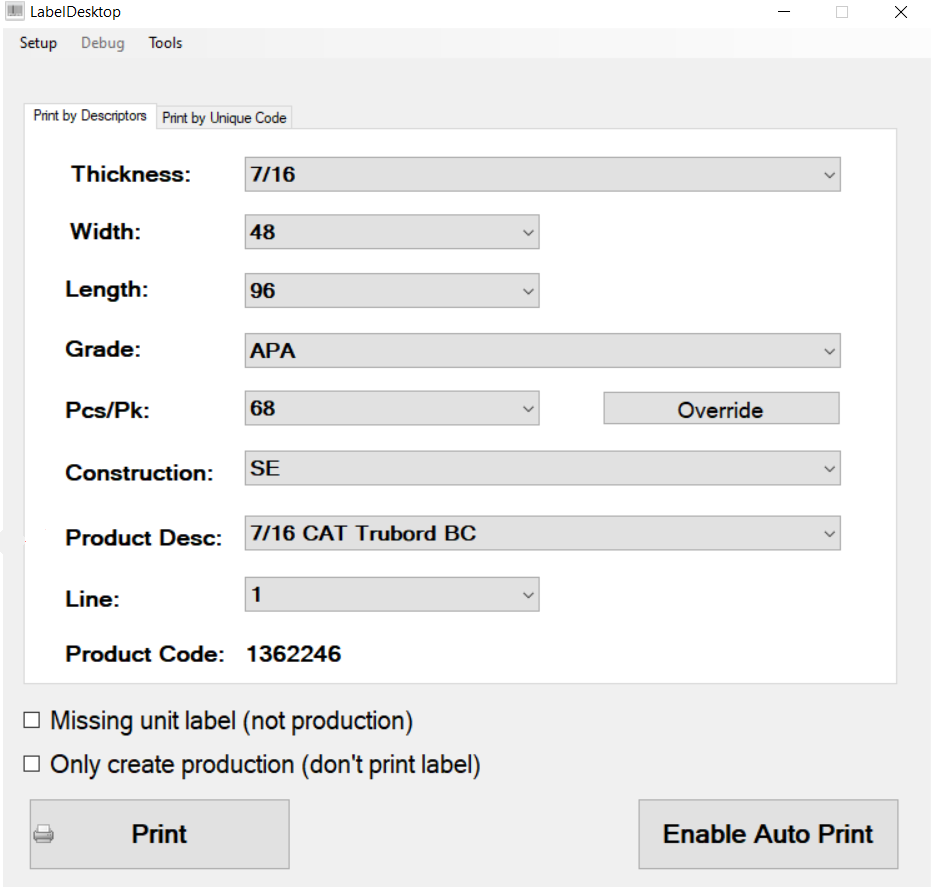 LabelDesktop
Setup Debug Tools
Print by Descriptors Print by Unique Code
Thickness: 7/16
Width: 48
Length: 96
Grade: APA
Pcs/Pk: 68 Override
Construction: SE
Product Desc: 7/16 CAT Trubord BC
Line: 1
Product Code: 1362246
Missing unit label (not production)
Only create production (don't print label)
Print Enable Auto Print